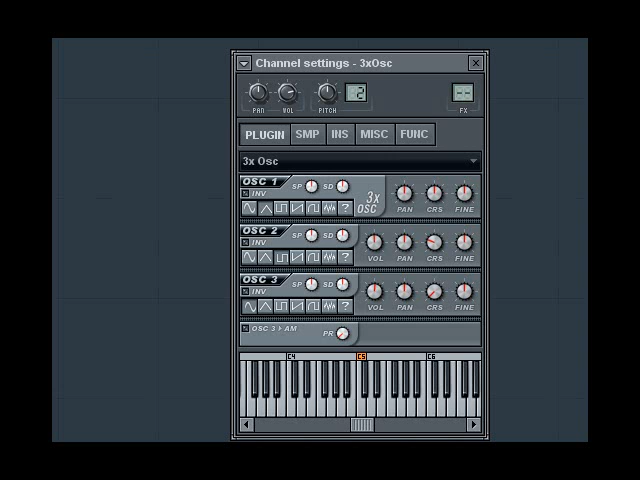 Channel settings - 3xOsc X
PAN VOL PITCH 2 -- FX
PLUGIN SMP INS MISC FUNC
3x Osc
OSC 1 SP SD
INV
3x OSC
? PAN CRS FINE
OSC 2 SP SD
INV
? VOL PAN CRS FINE
OSC 3 SP SD
INV
? VOL PAN CRS FINE
OSC 3 ▸ AM PR
C4 C5 C6